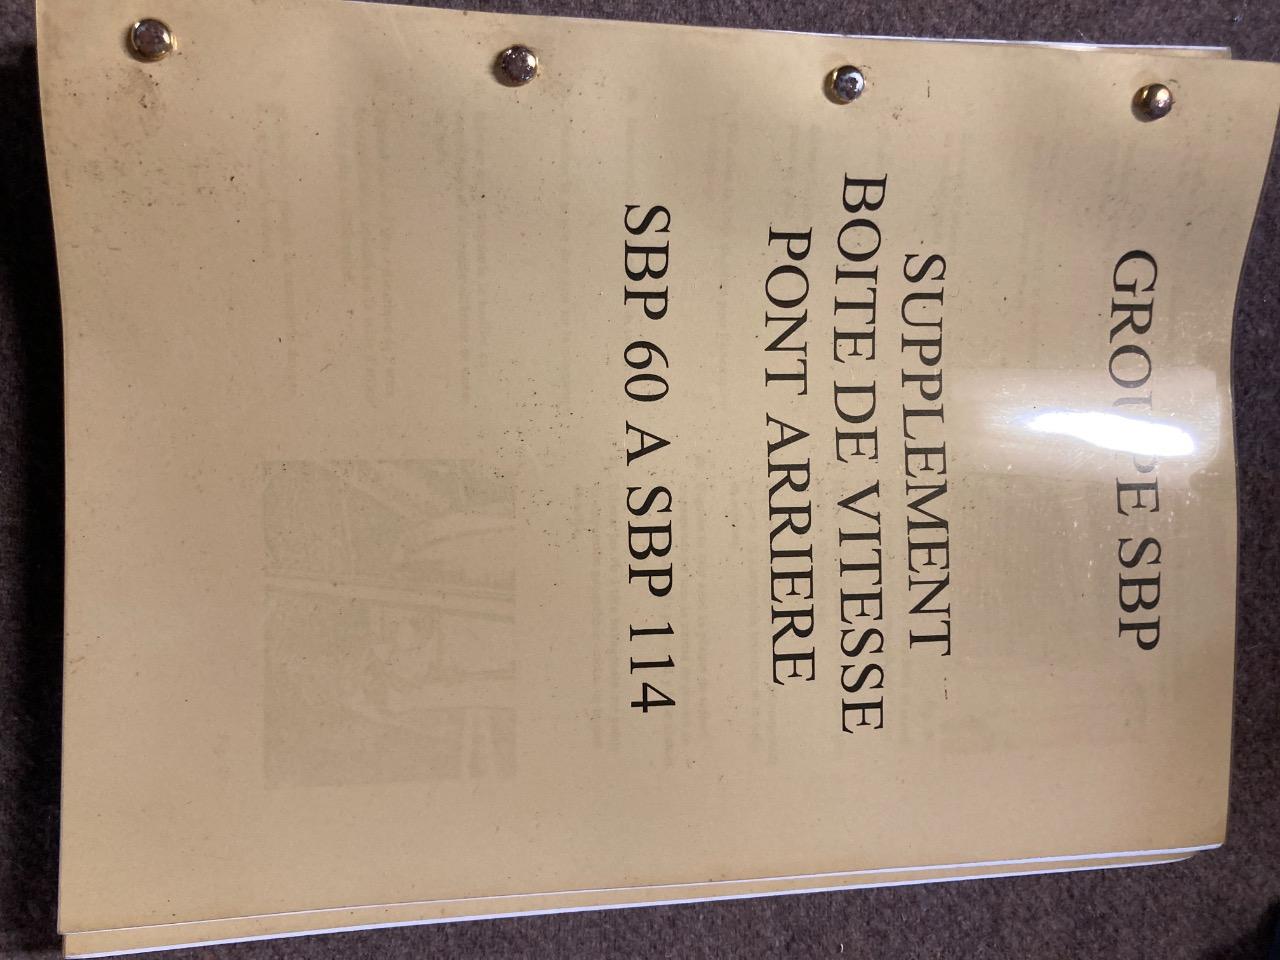 GROUPE SBP
SUPPLEMENT
BOITE DE VITESSE
PONT ARRIERE
SBP 60 A SBP 114